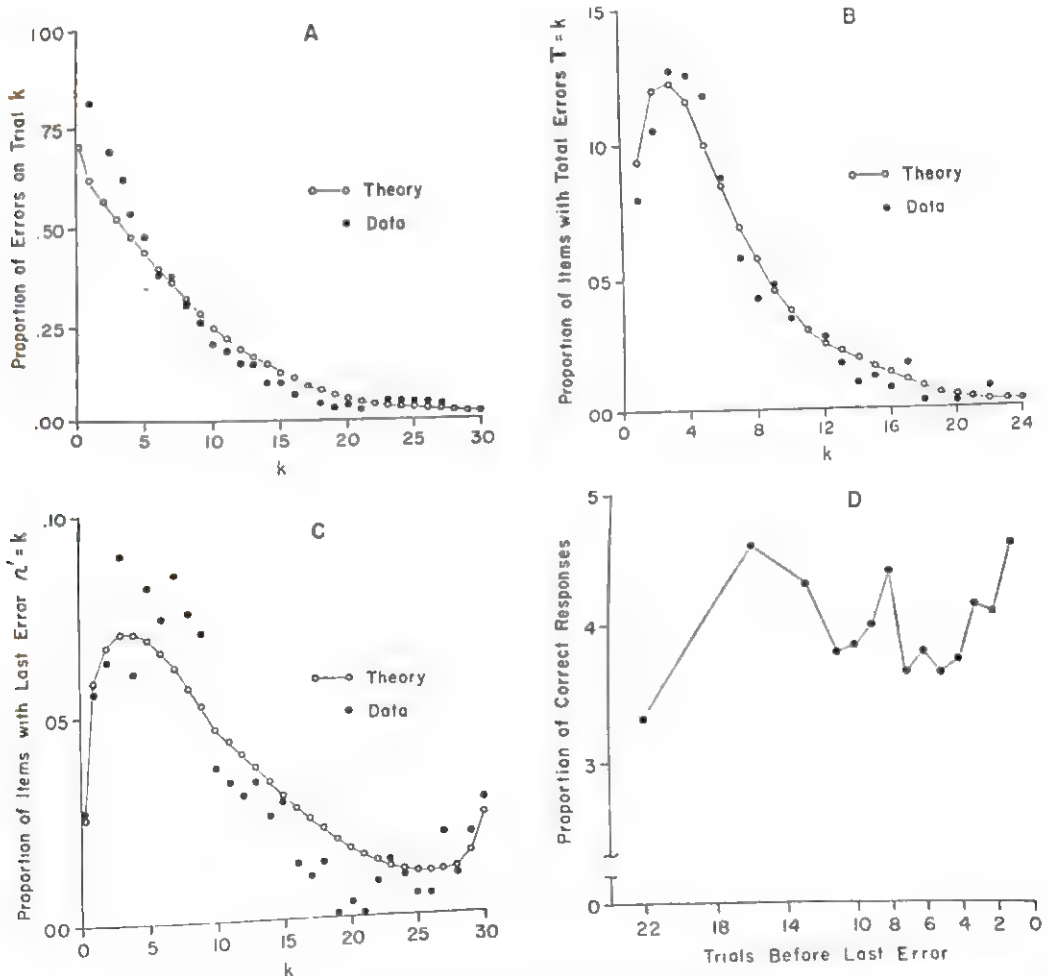 A
Proportion of Errors on Trial k
1 00
.75
.50
.25
.00
Theory
Data
0 5 10 15 20 25 30
k
B
Proportion of Items with Total Errors T = k
15
10
05
00
Theory
Data
0 4 8 12 16 20 24
k
C
Proportion of Items with Last Error n' = k
.10
05
00
Theory
Data
0 5 10 15 20 25 30
k
D
Proportion of Correct Responses
5
4
3
0
22 18 14 10 8 6 4 2 0
Trials Before Last Error